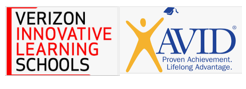 VERIZON
INNOVATIVE
LEARNING
SCHOOLS
AVID®
Proven Achievement.
Lifelong Advantage.